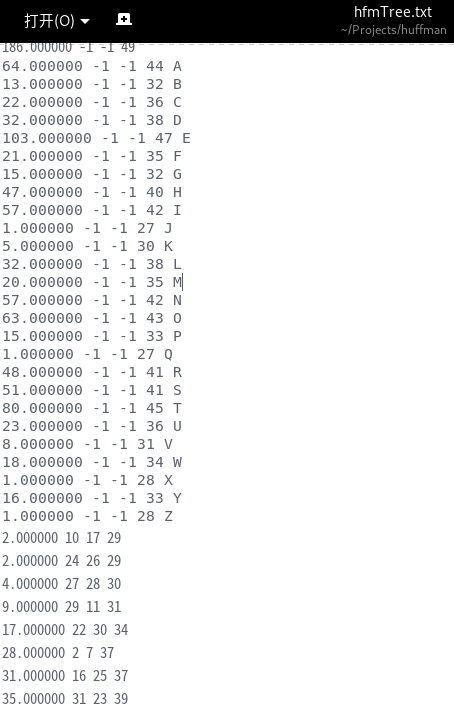 打开(O)
hfmTree.txt
~/Projects/huffman
186.000000 -1 -1 49
64.000000 -1 -1 44 A
13.000000 -1 -1 32 B
22.000000 -1 -1 36 C
32.000000 -1 -1 38 D
103.000000 -1 -1 47 E
21.000000 -1 -1 35 F
15.000000 -1 -1 32 G
47.000000 -1 -1 40 H
57.000000 -1 -1 42 I
1.000000 -1 -1 27 J
5.000000 -1 -1 30 K
32.000000 -1 -1 38 L
20.000000 -1 -1 35 M
57.000000 -1 -1 42 N
63.000000 -1 -1 43 O
15.000000 -1 -1 33 P
1.000000 -1 -1 27 Q
48.000000 -1 -1 41 R
51.000000 -1 -1 41 S
80.000000 -1 -1 45 T
23.000000 -1 -1 36 U
8.000000 -1 -1 31 V
18.000000 -1 -1 34 W
1.000000 -1 -1 28 X
16.000000 -1 -1 33 Y
1.000000 -1 -1 28 Z
2.000000 10 17 29
2.000000 24 26 29
4.000000 27 28 30
9.000000 29 11 31
17.000000 22 30 34
28.000000 2 7 37
31.000000 16 25 37
35.000000 31 23 39